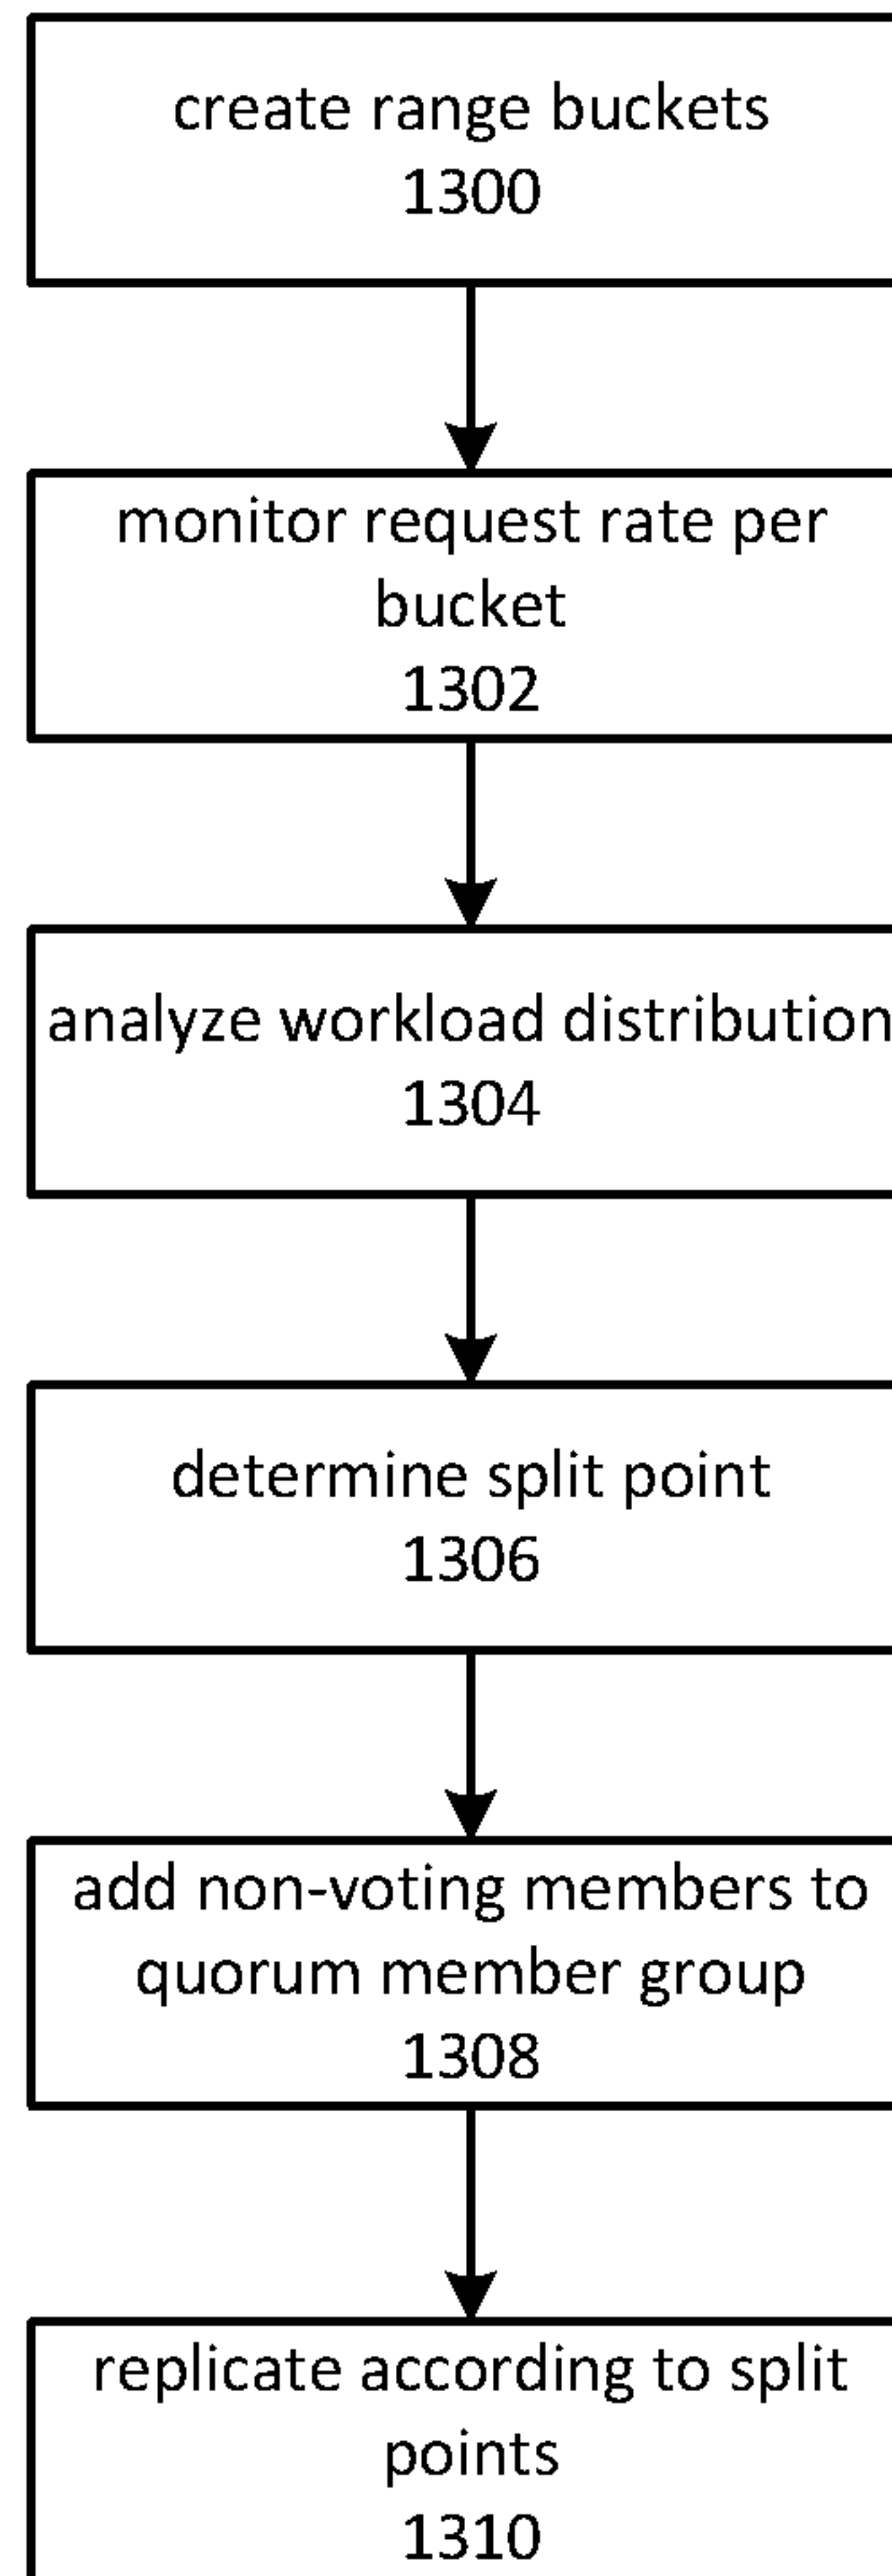 create range buckets
1300
monitor request rate per
bucket
1302
analyze workload distribution
1304
determine split point
1306
add non-voting members to
quorum member group
1308
replicate according to split
points
1310